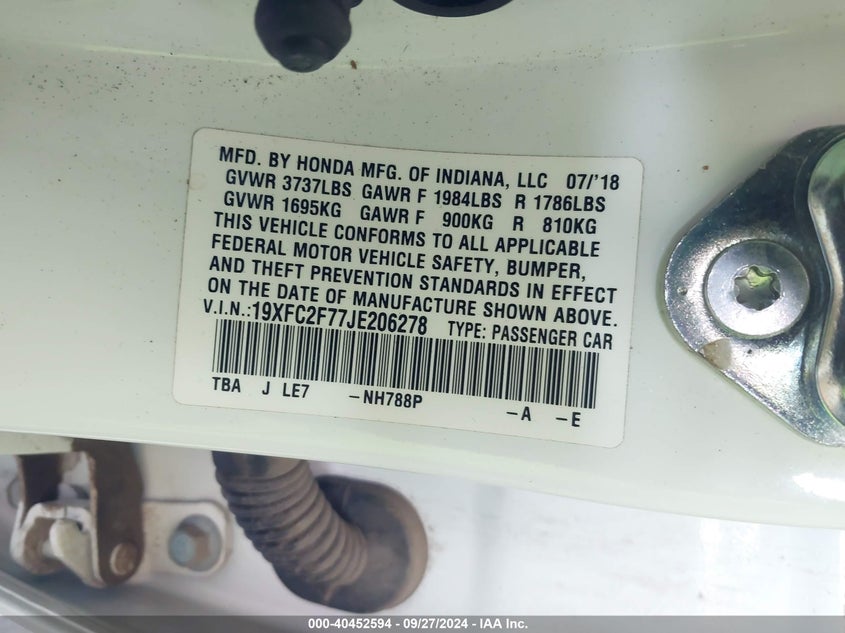 MFD. BY HONDA MFG. OF INDIANA, LLC 07/'18
GVWR 3737LBS GAWR F 1984LBS R 1786LBS
GVWR 1695KG GAWR F 900KG R 810KG
THIS VEHICLE CONFORMS TO ALL APPLICABLE
FEDERAL MOTOR VEHICLE SAFETY, BUMPER,
AND THEFT PREVENTION STANDARDS IN EFFECT
ON THE DATE OF MANUFACTURE SHOWN ABOVE.
V.I.N.:19XFC2F77JE206278 TYPE: PASSENGER CAR
TBA J LE7 -NH788P -A -E
000-40452594 - 09/27/2024 - IAA Inc.